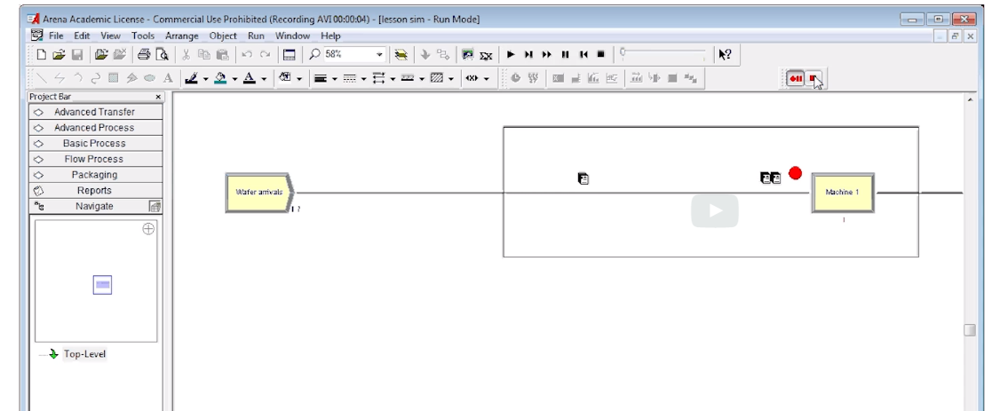 Arena Academic License - Commercial Use Prohibited (Recording AVI 00:00:04) - [lesson sim - Run Mode]
File Edit View Tools Arrange Object Run Window Help
58%
Project Bar
Advanced Transfer
Advanced Process
Basic Process
Flow Process
Packaging
Reports
Navigate
Top-Level
Wafer arrivals
Machine 1